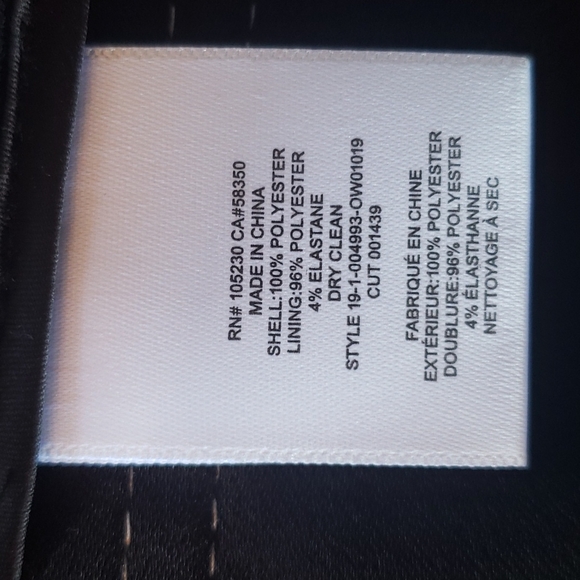 RN# 105230 CA#58350
MADE IN CHINA
SHELL:100% POLYESTER
LINING:96% POLYESTER
4% ELASTANE
DRY CLEAN
STYLE 19-1-004993-OW01019
CUT 001439
FABRIQUÉ EN CHINE
EXTÉRIEUR:100% POLYESTER
DOUBLURE:96% POLYESTER
4% ÉLASTHANNE
NETTOYAGE À SEC